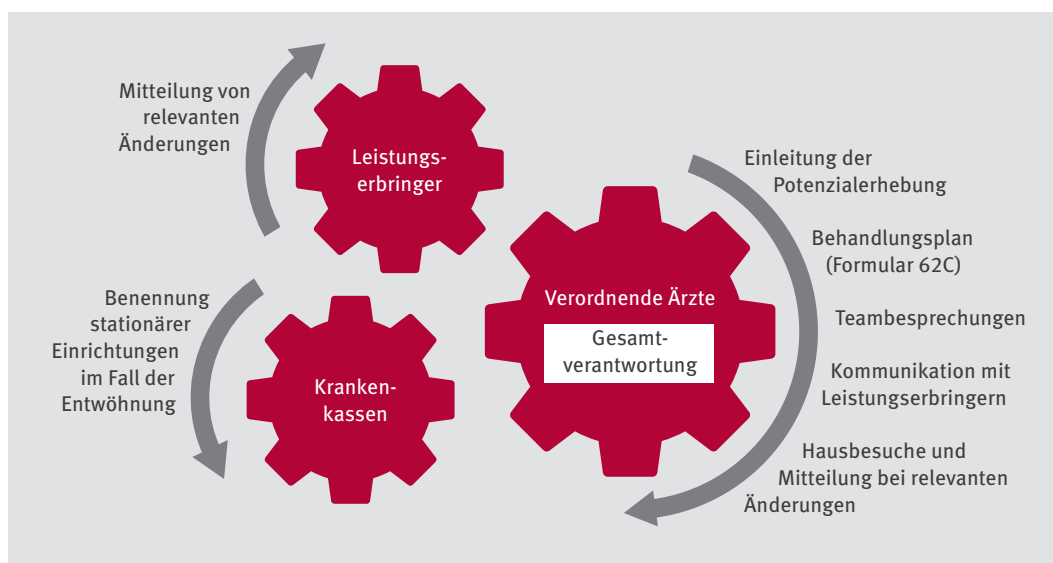 Mitteilung von
relevanten
Änderungen
Leistungs-
erbringer
Benennung
stationärer
Einrichtungen
im Fall der
Entwöhnung
Kranken-
kassen
Verordnende Ärzte
Gesamt-
verantwortung
Einleitung der
Potenzialerhebung
Behandlungsplan
(Formular 62C)
Teambesprechungen
Kommunikation mit
Leistungserbringern
Hausbesuche und
Mitteilung bei relevanten
Änderungen